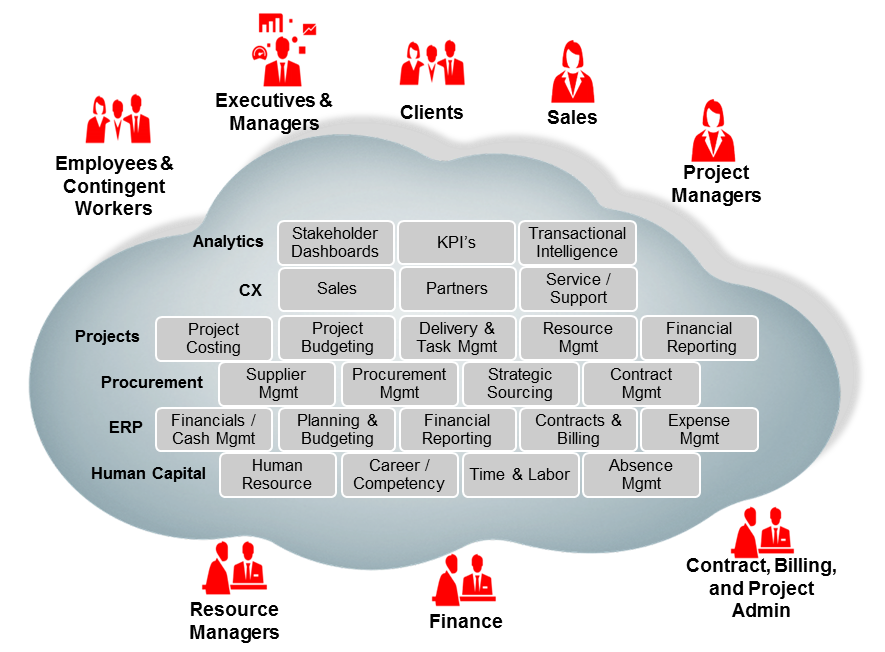 Executives &
Managers
Clients
Sales
Employees &
Contingent
Workers
Project
Managers
Analytics
Stakeholder
Dashboards
KPI's
Transactional
Intelligence
CX
Sales
Partners
Service /
Support
Projects
Project
Costing
Project
Budgeting
Delivery &
Task Mgmt
Resource
Mgmt
Financial
Reporting
Procurement
Supplier
Mgmt
Procurement
Mgmt
Strategic
Sourcing
Contract
Mgmt
ERP
Financials /
Cash Mgmt
Planning &
Budgeting
Financial
Reporting
Contracts &
Billing
Expense
Mgmt
Human Capital
Human
Resource
Career /
Competency
Time & Labor
Absence
Mgmt
Resource
Managers
Finance
Contract, Billing,
and Project
Admin